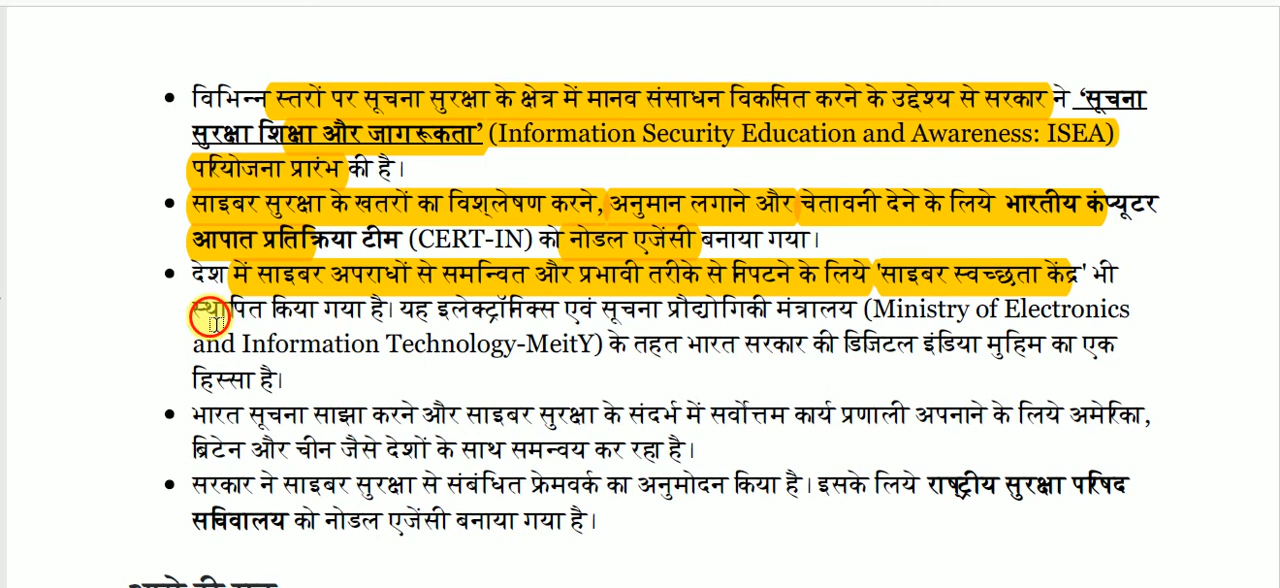 • विभिन्न स्तरों पर सूचना सुरक्षा के क्षेत्र में मानव संसाधन विकसित करने के उद्देश्य से सरकार ने ‘सूचना
सुरक्षा शिक्षा और जागरूकता’ (Information Security Education and Awareness: ISEA)
परियोजना प्रारंभ की है।
• साइबर सुरक्षा के खतरों का विश्लेषण करने, अनुमान लगाने और चेतावनी देने के लिये भारतीय कंप्यूटर
आपात प्रतिक्रिया टीम (CERT-IN) को नोडल एजेंसी बनाया गया।
• देश में साइबर अपराधों से समन्वित और प्रभावी तरीके से निपटने के लिये 'साइबर स्वच्छता केंद्र' भी
स्थापित किया गया है। यह इलेक्ट्रॉनिक्स एवं सूचना प्रौद्योगिकी मंत्रालय (Ministry of Electronics
and Information Technology-MeitY) के तहत भारत सरकार की डिजिटल इंडिया मुहिम का एक
हिस्सा है।
• भारत सूचना साझा करने और साइबर सुरक्षा के संदर्भ में सर्वोत्तम कार्य प्रणाली अपनाने के लिये अमेरिका,
ब्रिटेन और चीन जैसे देशों के साथ समन्वय कर रहा है।
• सरकार ने साइबर सुरक्षा से संबंधित फ्रेमवर्क का अनुमोदन किया है। इसके लिये राष्ट्रीय सुरक्षा परिषद
सचिवालय को नोडल एजेंसी बनाया गया है।